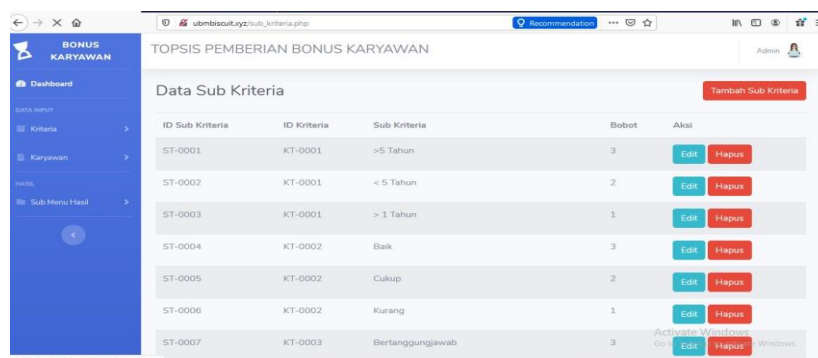 ubmbiscuit.xyz/sub_kriteria.php
Recommendation
BONUS
KARYAWAN
TOPSIS PEMBERIAN BONUS KARYAWAN
Admin
Dashboard
DATA INPUT
Kriteria
Karyawan
HASIL
Sub Menu Hasil
Data Sub Kriteria
Tambah Sub Kriteria
ID Sub Kriteria ID Kriteria Sub Kriteria Bobot Aksi
ST-0001 KT-0001 >5 Tahun 3 Edit Hapus
ST-0002 KT-0001 < 5 Tahun 2 Edit Hapus
ST-0003 KT-0001 > 1 Tahun 1 Edit Hapus
ST-0004 KT-0002 Baik 3 Edit Hapus
ST-0005 KT-0002 Cukup 2 Edit Hapus
ST-0006 KT-0002 Kurang 1 Edit Hapus
Activate Windows
ST-0007 KT-0003 Bertanggungjawab 3 Edit Hapus
Go Windows.